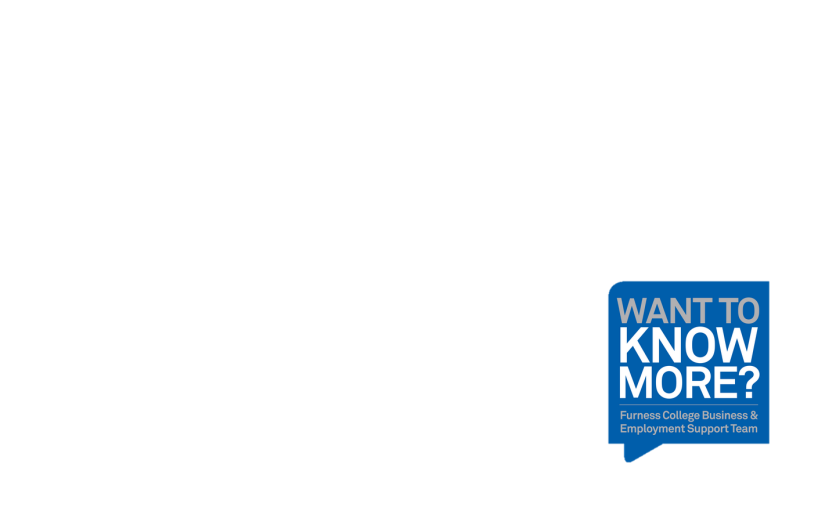 WANT TO
KNOW
MORE?
Furness College Business &
Employment Support Team